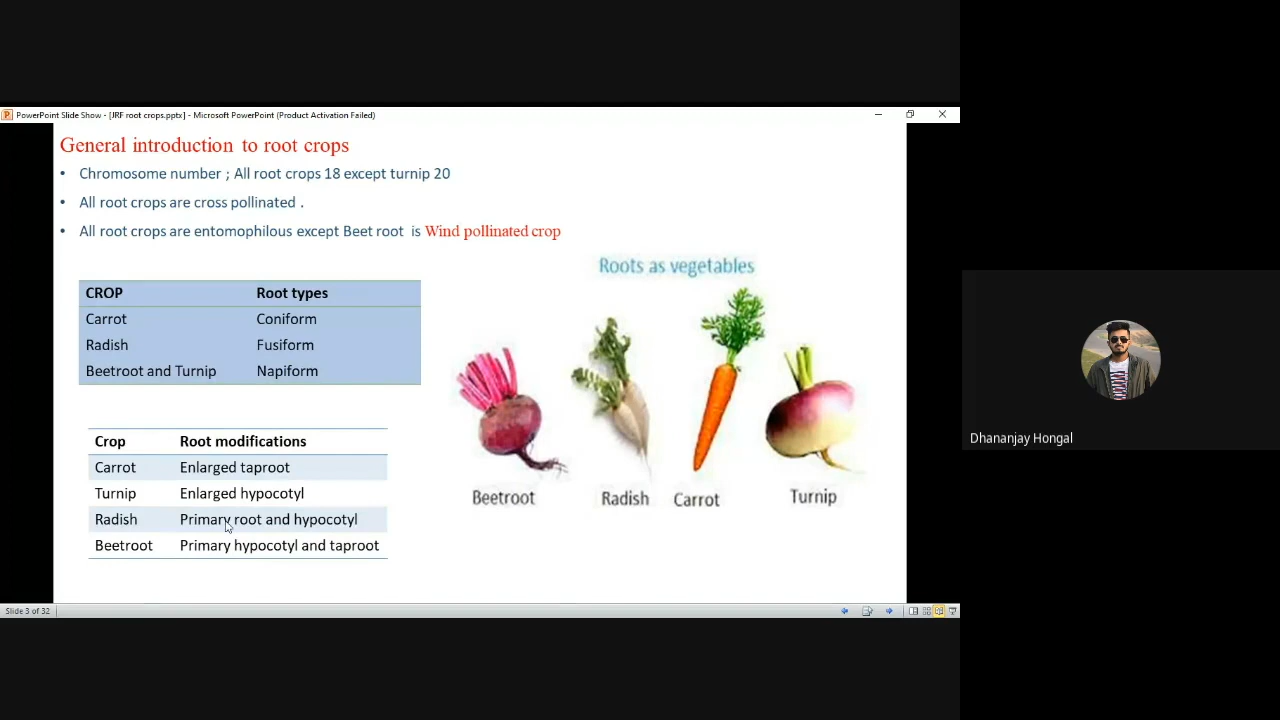 PowerPoint Slide Show - [JRF root crops.pptx] - Microsoft PowerPoint (Product Activation Failed)
General introduction to root crops
• Chromosome number ; All root crops 18 except turnip 20
• All root crops are cross pollinated .
• All root crops are entomophilous except Beet root is Wind pollinated crop
Roots as vegetables
CROP Root types
Carrot Coniform
Radish Fusiform
Beetroot and Turnip Napiform
Crop Root modifications
Carrot Enlarged taproot
Turnip Enlarged hypocotyl
Radish Primary root and hypocotyl
Beetroot Primary hypocotyl and taproot
Beetroot Radish Carrot Turnip
Slide 3 of 32
Dhananjay Hongal